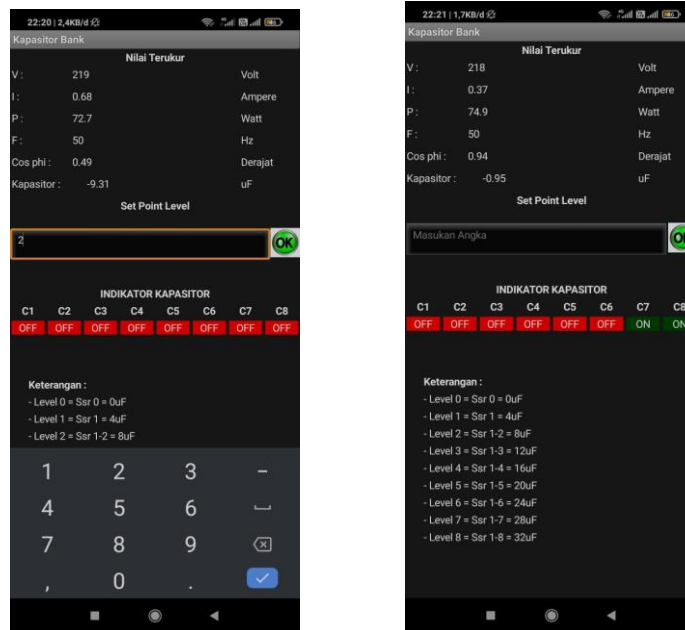 22:20 | 2,4KB/d
Kapasitor Bank
Nilai Terukur
V : 219 Volt
I : 0.68 Ampere
P : 72.7 Watt
F : 50 Hz
Cos phi : 0.49 Derajat
Kapasitor : -9.31 uF
Set Point Level
2 OK
INDIKATOR KAPASITOR
C1 C2 C3 C4 C5 C6 C7 C8
OFF OFF OFF OFF OFF OFF OFF OFF
Keterangan :
- Level 0 = Ssr 0 = 0uF
- Level 1 = Ssr 1 = 4uF
- Level 2 = Ssr 1-2 = 8uF
1 2 3 -
4 5 6
7 8 9
, 0 .
22:21 | 1,7KB/d
Kapasitor Bank
Nilai Terukur
V : 218 Volt
I : 0.37 Ampere
P : 74.9 Watt
F : 50 Hz
Cos phi : 0.94 Derajat
Kapasitor : -0.95 uF
Set Point Level
Masukan Angka
INDIKATOR KAPASITOR
C1 C2 C3 C4 C5 C6 C7 C8
OFF OFF OFF OFF OFF OFF ON ON
Keterangan :
- Level 0 = Ssr 0 = 0uF
- Level 1 = Ssr 1 = 4uF
- Level 2 = Ssr 1-2 = 8uF
- Level 3 = Ssr 1-3 = 12uF
- Level 4 = Ssr 1-4 = 16uF
- Level 5 = Ssr 1-5 = 20uF
- Level 6 = Ssr 1-6 = 24uF
- Level 7 = Ssr 1-7 = 28uF
- Level 8 = Ssr 1-8 = 32uF